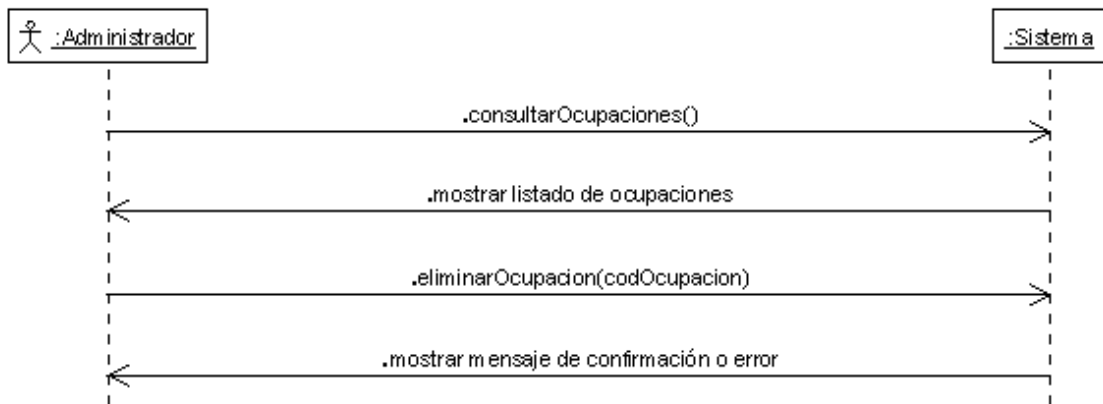 :Administrador
:Sistema
.consultarOcupaciones()
.mostrar listado de ocupaciones
.eliminarOcupacion(codOcupacion)
.mostrar mensaje de confirmación o error